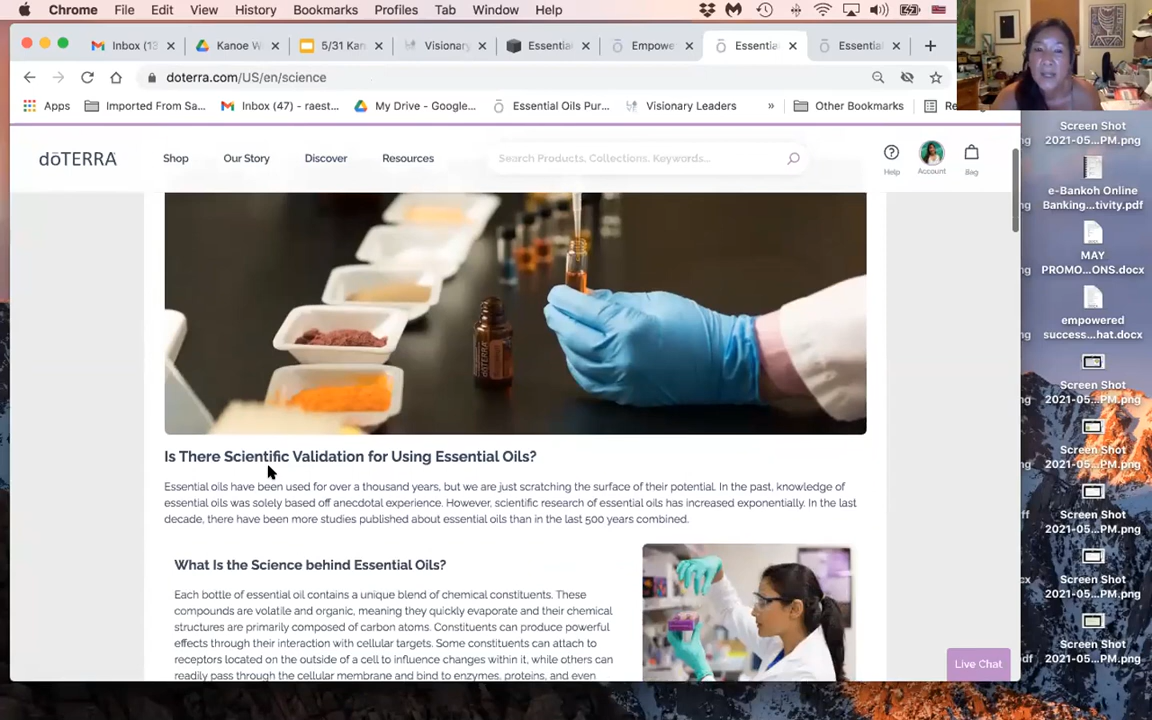 Chrome File Edit View History Bookmarks Profiles Tab Window Help
Inbox (13 Kanoe W 5/31 Kan Visionary Essentia Empowe Essentia Essentia
doterra.com/US/en/science
Apps Imported From Sa... Inbox (47) - raest... My Drive - Google... Essential Oils Pur... Visionary Leaders » Other Bookmarks Re
dōTERRA Shop Our Story Discover Resources Search Products, Collections, Keywords... Help Account Bag
Is There Scientific Validation for Using Essential Oils?
Essential oils have been used for over a thousand years, but we are just scratching the surface of their potential. In the past, knowledge of
essential oils was solely based off anecdotal experience. However, scientific research of essential oils has increased exponentially. In the last
decade, there have been more studies published about essential oils than in the last 500 years combined.
What Is the Science behind Essential Oils?
Each bottle of essential oil contains a unique blend of chemical constituents. These
compounds are volatile and organic, meaning they quickly evaporate and their chemical
structures are primarily composed of carbon atoms. Constituents can produce powerful
effects through their interaction with cellular targets. Some constituents can attach to
receptors located on the outside of a cell to influence changes within it, while others can
readily pass through the cellular membrane and bind to enzymes, proteins, and even
Live Chat
Screen Shot
2021-05...PM.png
e-Bankoh Online
Banking...tivity.pdf
MAY
PROMO...ONS.docx
empowered
success...hat.docx
Screen Shot
2021-05...PM.png
Screen Shot
2021-05...PM.png
Screen Shot
2021-05...PM.png
Screen Shot
2021-05...PM.png
Screen Shot
2021-05...PM.png